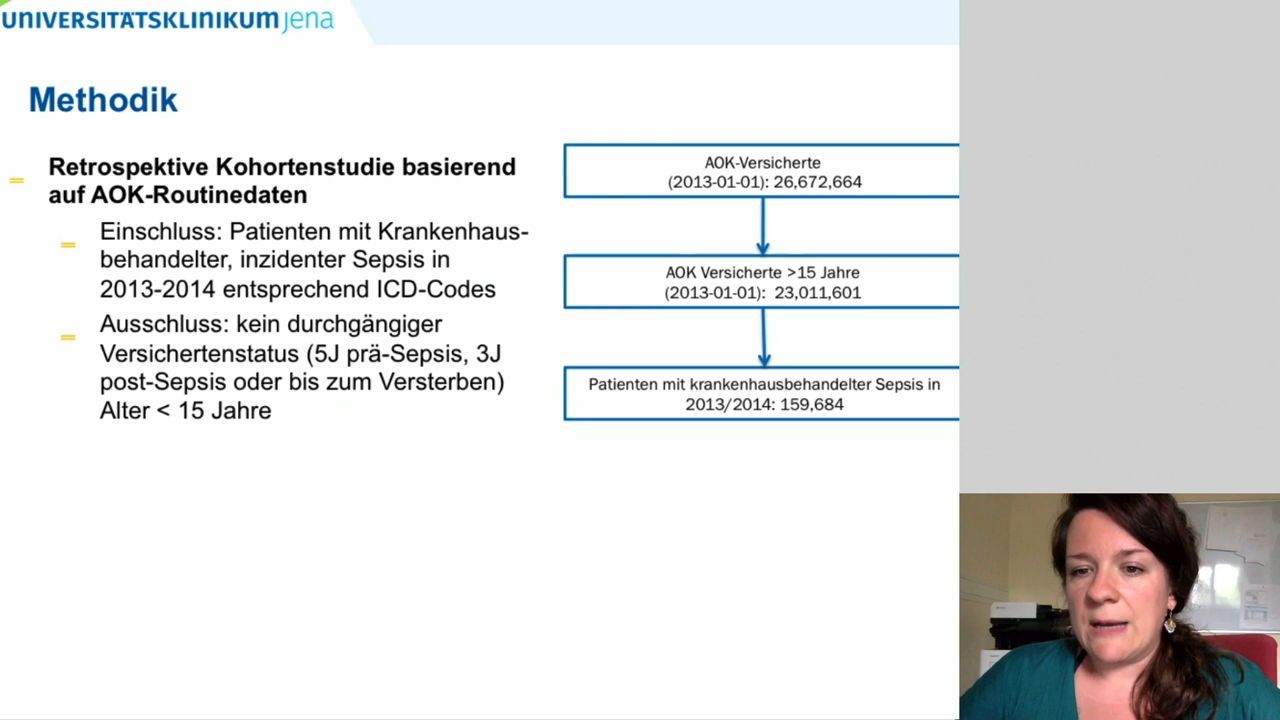 UNIVERSITÄTSKLINIKUM jena
Methodik
Retrospektive Kohortenstudie basierend
auf AOK-Routinedaten
Einschluss: Patienten mit Krankenhaus-
behandelter, inzidenter Sepsis in
2013-2014 entsprechend ICD-Codes
Ausschluss: kein durchgängiger
Versichertenstatus (5J prä-Sepsis, 3J
post-Sepsis oder bis zum Versterben)
Alter < 15 Jahre
AOK-Versicherte
(2013-01-01): 26,672,664
AOK Versicherte >15 Jahre
(2013-01-01): 23,011,601
Patienten mit krankenhausbehandelter Sepsis in
2013/2014: 159,684